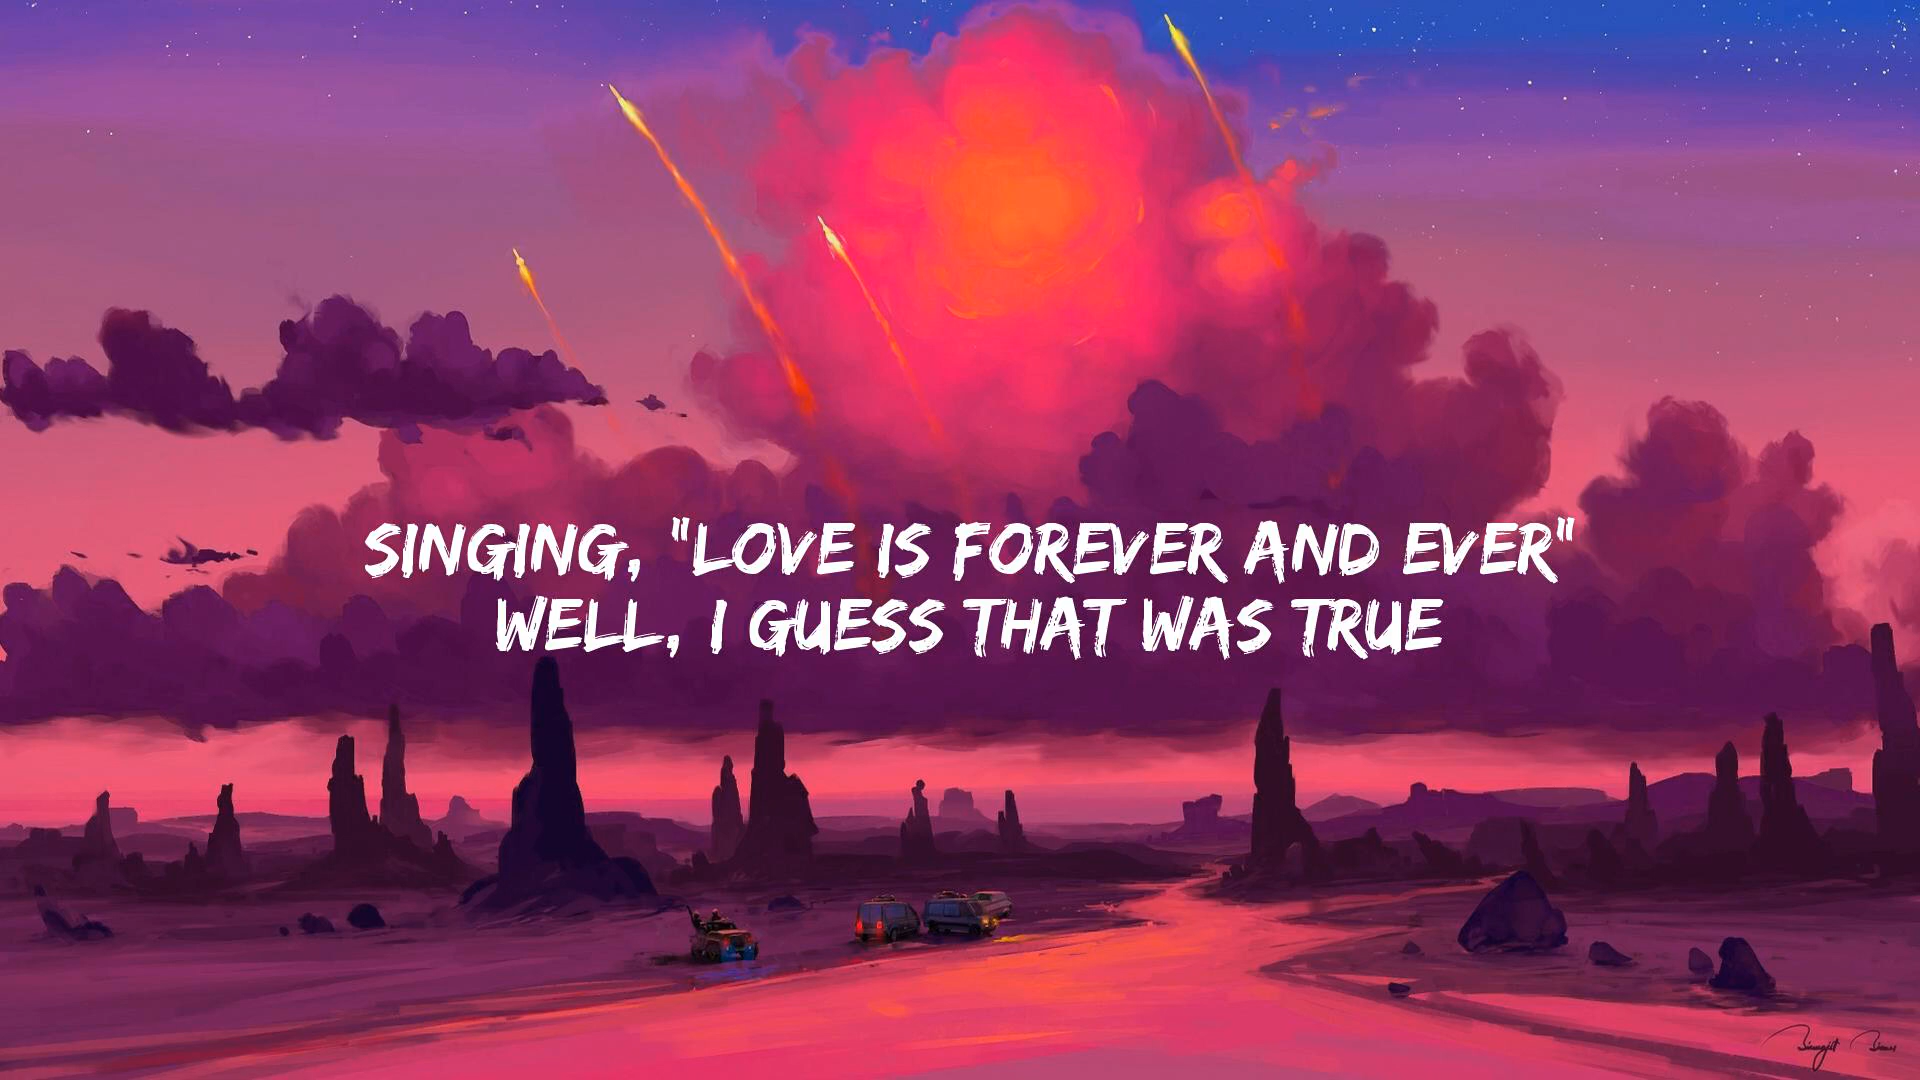 SINGING, "LOVE IS FOREVER AND EVER"
WELL, I GUESS THAT WAS TRUE